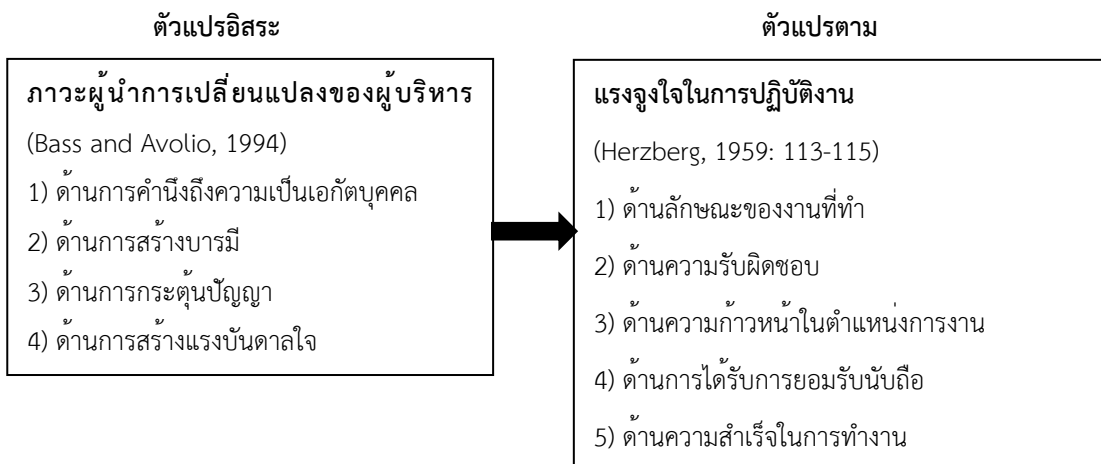 ตัวแปรอิสระ
ภาวะผู้นำการเปลี่ยนแปลงของผู้บริหาร
(Bass and Avolio, 1994)
1) ด้านการคำนึงถึงความเป็นเอกัตบุคคล
2) ด้านการสร้างบารมี
3) ด้านการกระตุ้นปัญญา
4) ด้านการสร้างแรงบันดาลใจ
ตัวแปรตาม
แรงจูงใจในการปฏิบัติงาน
(Herzberg, 1959: 113-115)
1) ด้านลักษณะของงานที่ทำ
2) ด้านความรับผิดชอบ
3) ด้านความก้าวหน้าในตำแหน่งการงาน
4) ด้านการได้รับการยอมรับนับถือ
5) ด้านความสำเร็จในการทำงาน